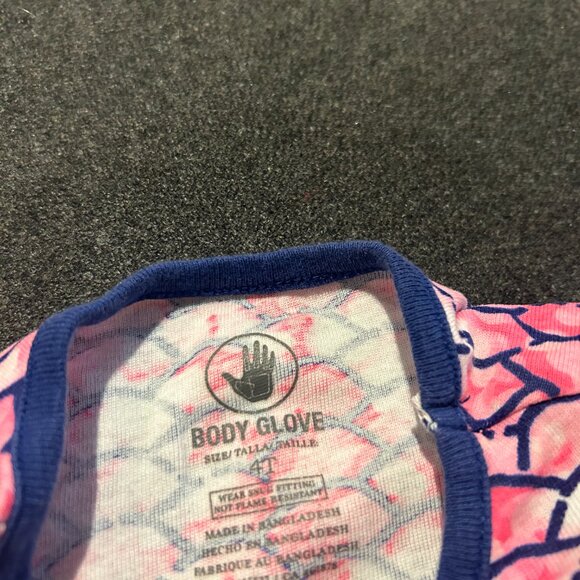 BODY GLOVE
SIZE/ TALLA/ TAILLE:
4T
WEAR SNUG FITTING
NOT FLAME RESISTANT
MADE IN BANGLADESH
HECHO EN BANGLADESH
FABRIQUE AU BANGLADESH